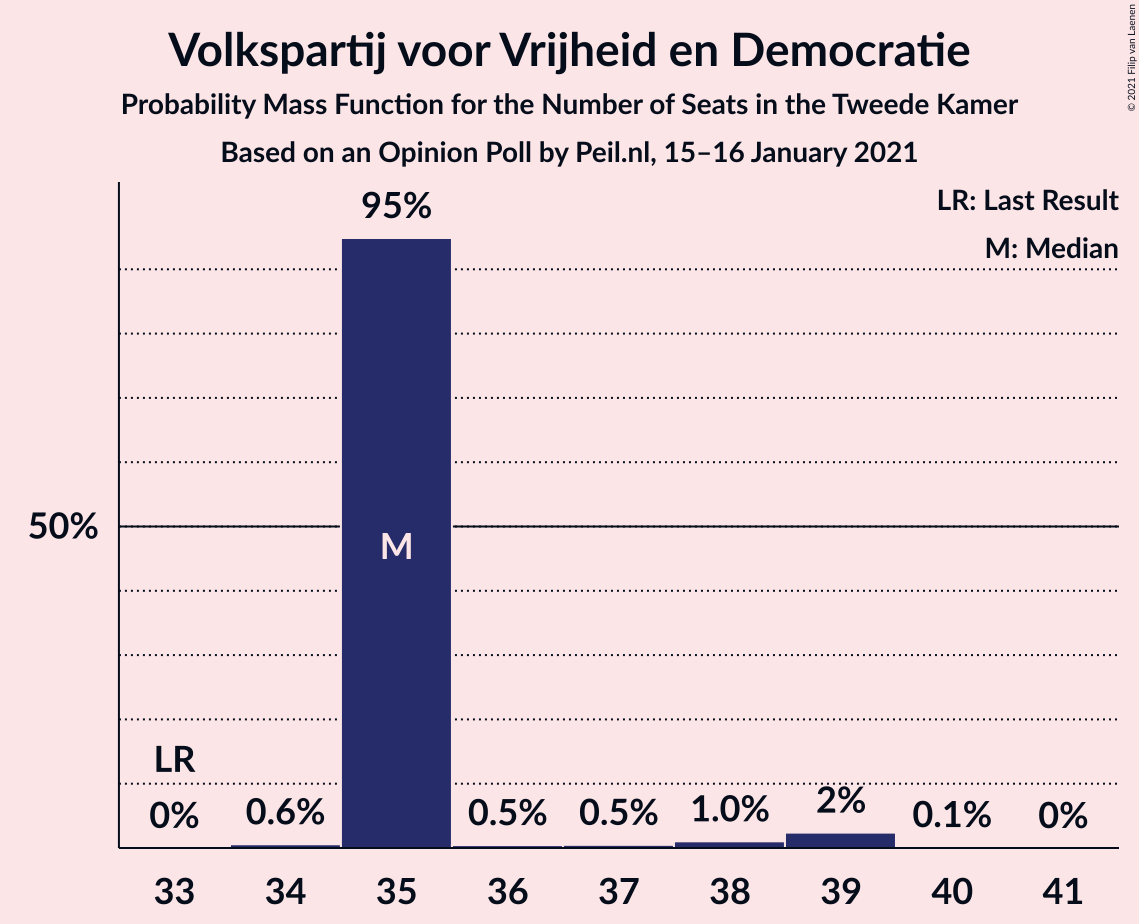 Volkspartij voor Vrijheid en Democratie
Probability Mass Function for the Number of Seats in the Tweede Kamer
Based on an Opinion Poll by Peil.nl, 15–16 January 2021
© 2021 Filip van Laenen
LR: Last Result
M: Median
95%
50%
M
LR
0% 0.6% 0.5% 0.5% 1.0% 2% 0.1% 0%
33 34 35 36 37 38 39 40 41